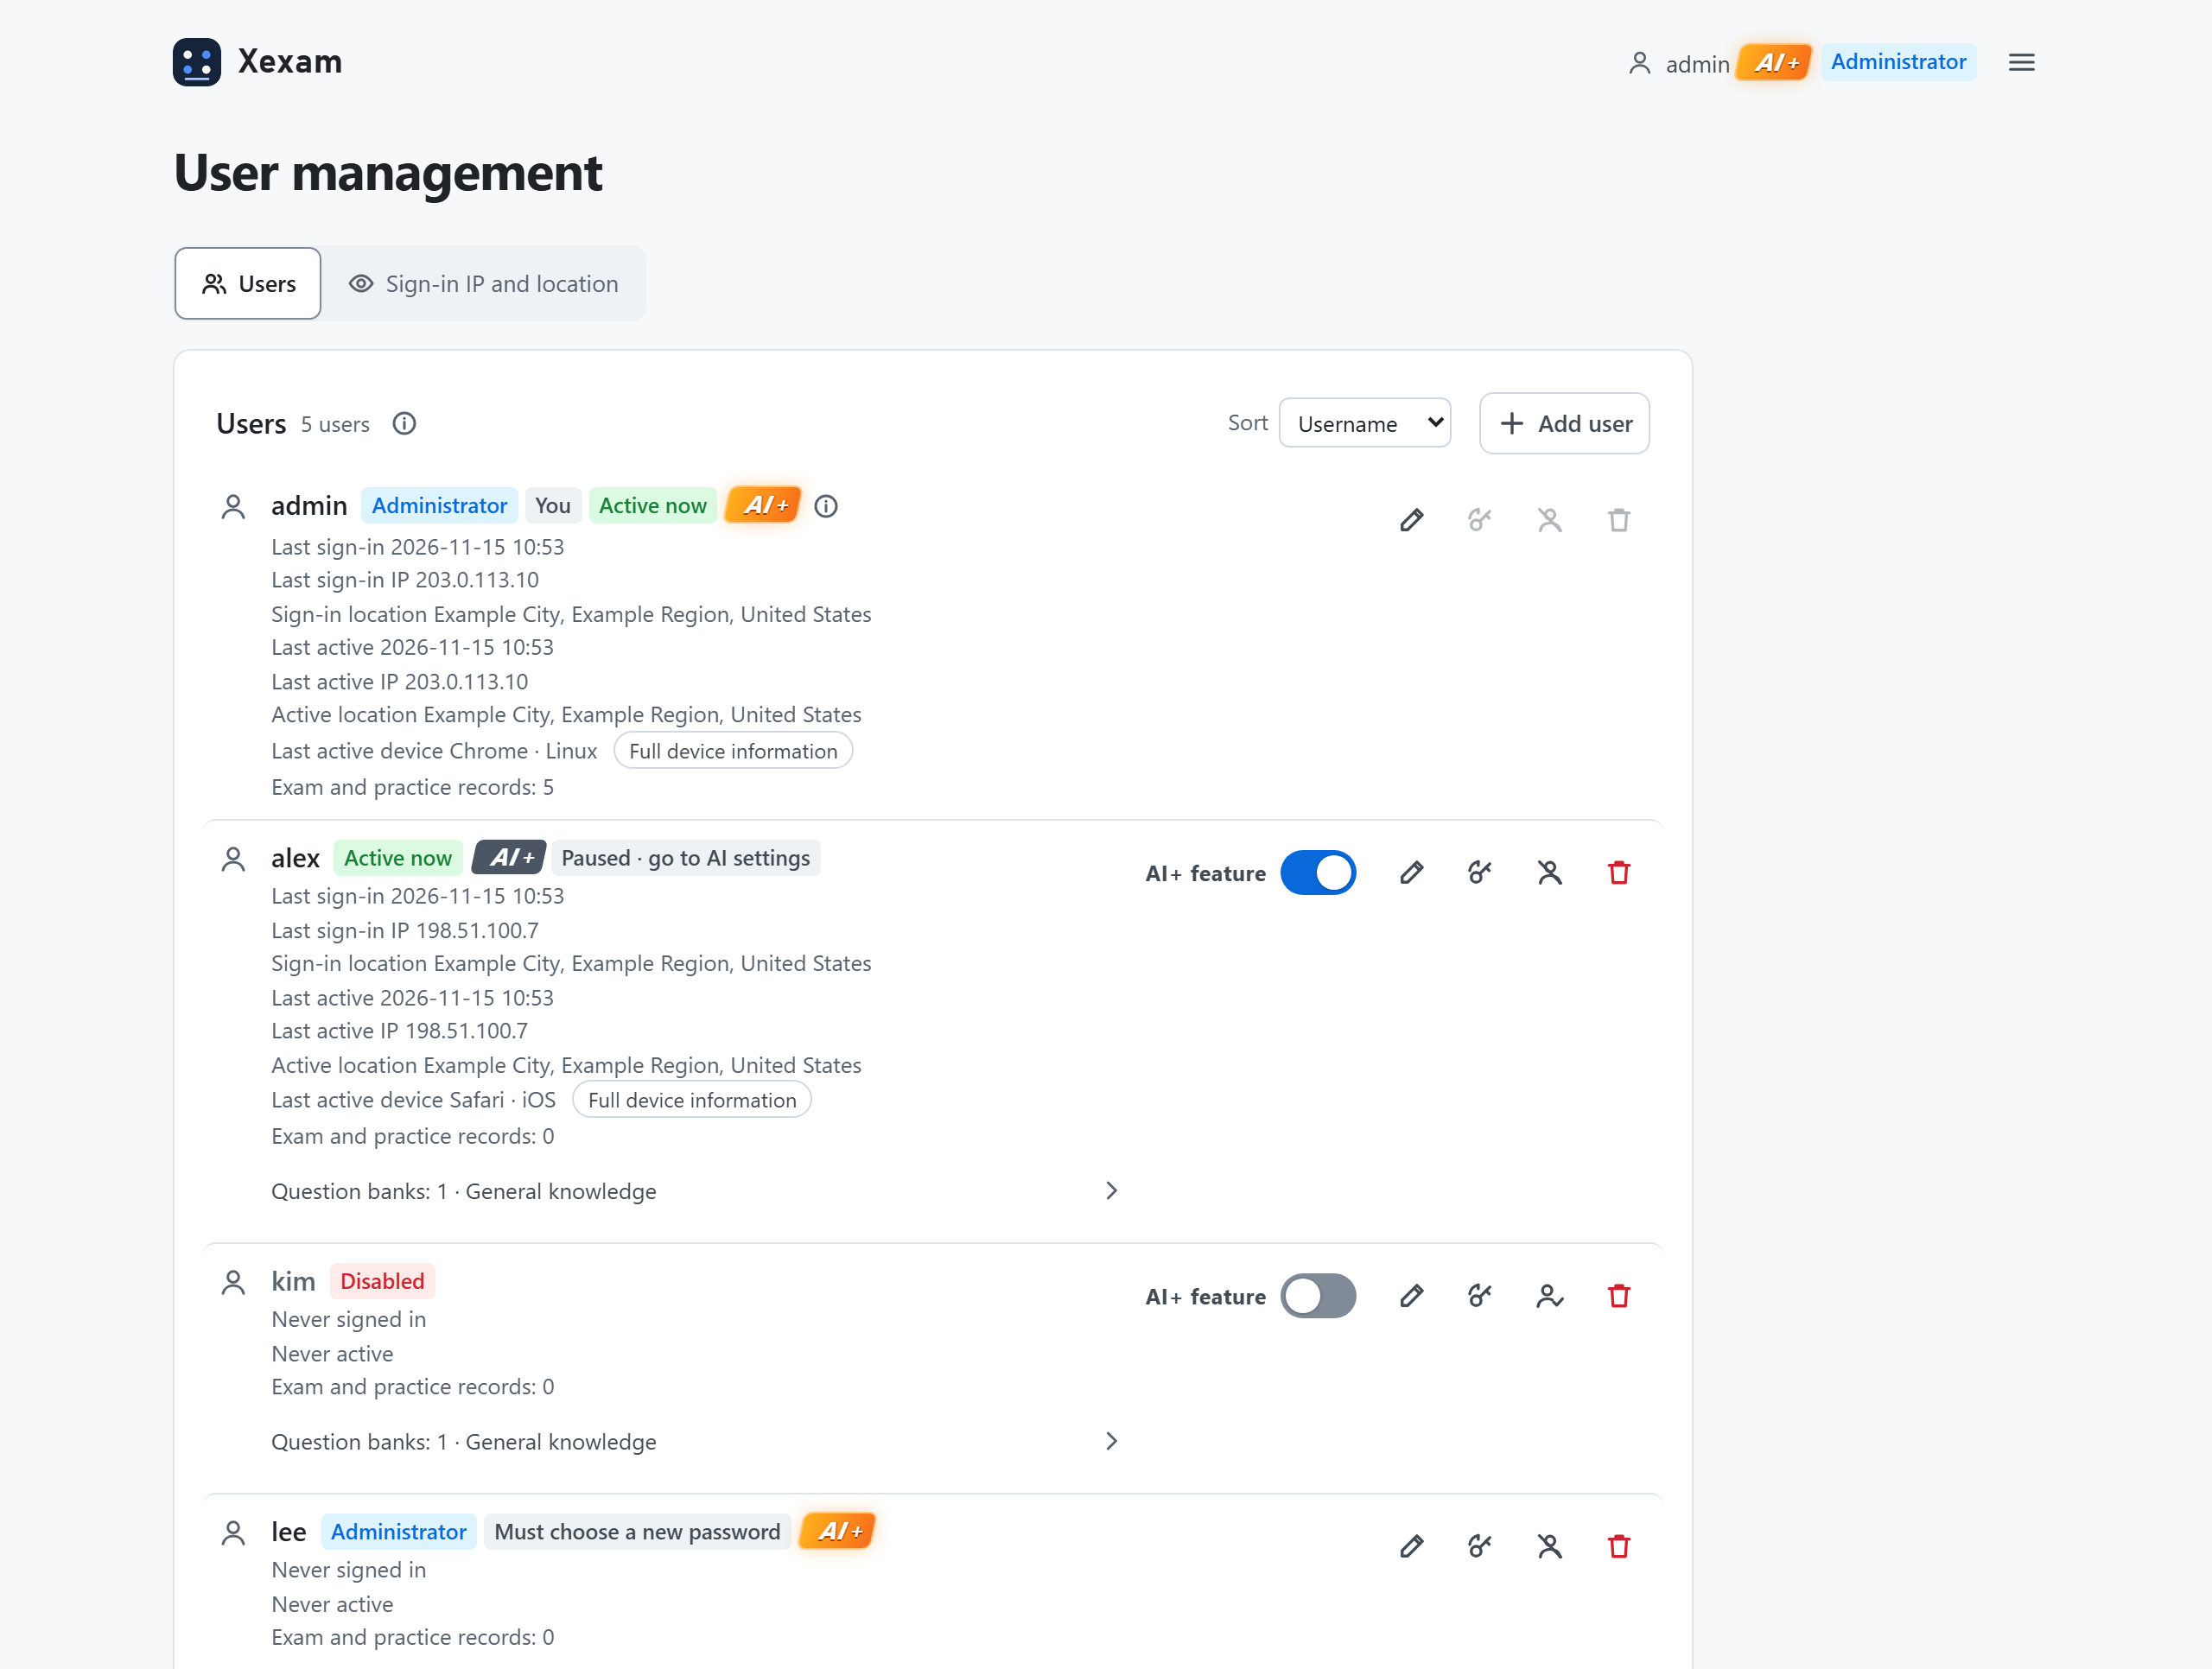 Xexam
admin AI+ Administrator
User management
Users Sign-in IP and location
Users 5 users Sort Username Add user
admin Administrator You Active now AI+
Last sign-in 2026-11-15 10:53
Last sign-in IP 203.0.113.10
Sign-in location Example City, Example Region, United States
Last active 2026-11-15 10:53
Last active IP 203.0.113.10
Active location Example City, Example Region, United States
Last active device Chrome · Linux Full device information
Exam and practice records: 5
alex Active now AI+ Paused · go to AI settings AI+ feature
Last sign-in 2026-11-15 10:53
Last sign-in IP 198.51.100.7
Sign-in location Example City, Example Region, United States
Last active 2026-11-15 10:53
Last active IP 198.51.100.7
Active location Example City, Example Region, United States
Last active device Safari · iOS Full device information
Exam and practice records: 0
Question banks: 1 · General knowledge
kim Disabled AI+ feature
Never signed in
Never active
Exam and practice records: 0
Question banks: 1 · General knowledge
lee Administrator Must choose a new password AI+
Never signed in
Never active
Exam and practice records: 0